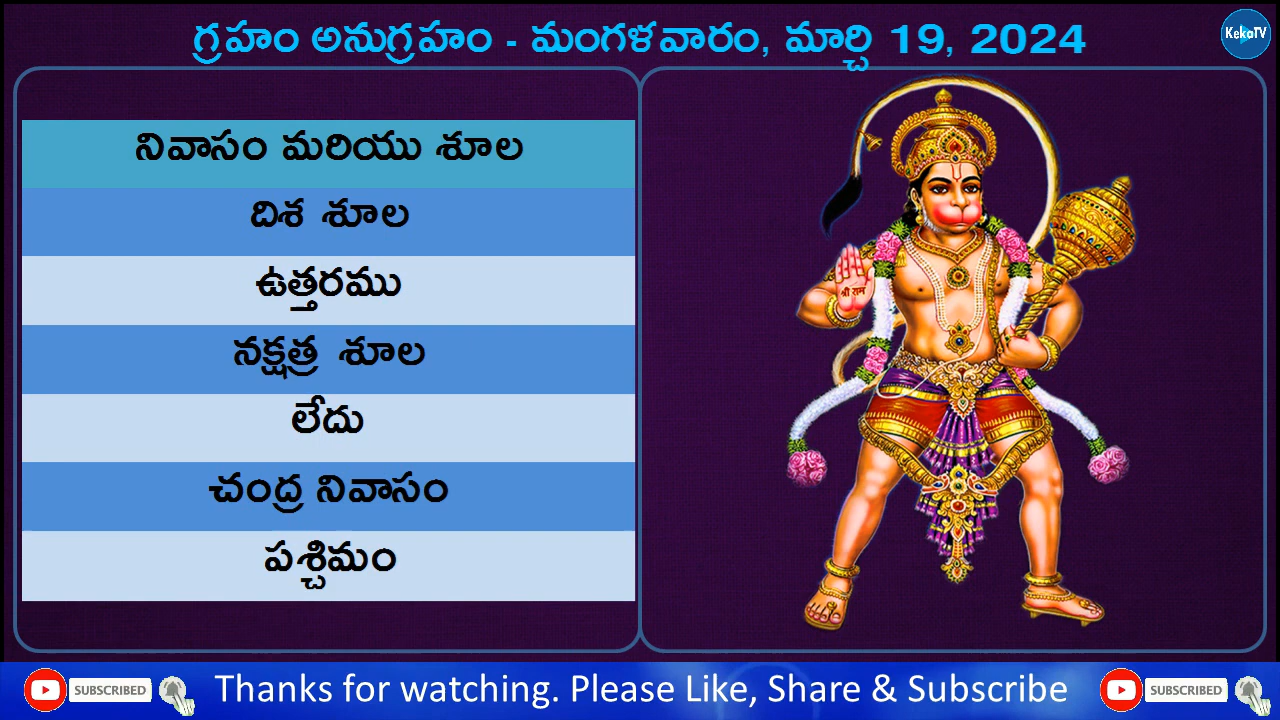 గ్రహం అనుగ్రహం - మంగళవారం, మార్చి 19, 2024
KekaTV
నివాసం మరియు శూల
దిశ శూల
ఉత్తరము
నక్షత్ర శూల
లేదు
చంద్ర నివాసం
పశ్చిమం
श्री राम
SUBSCRIBED
Thanks for watching. Please Like, Share & Subscribe
SUBSCRIBED